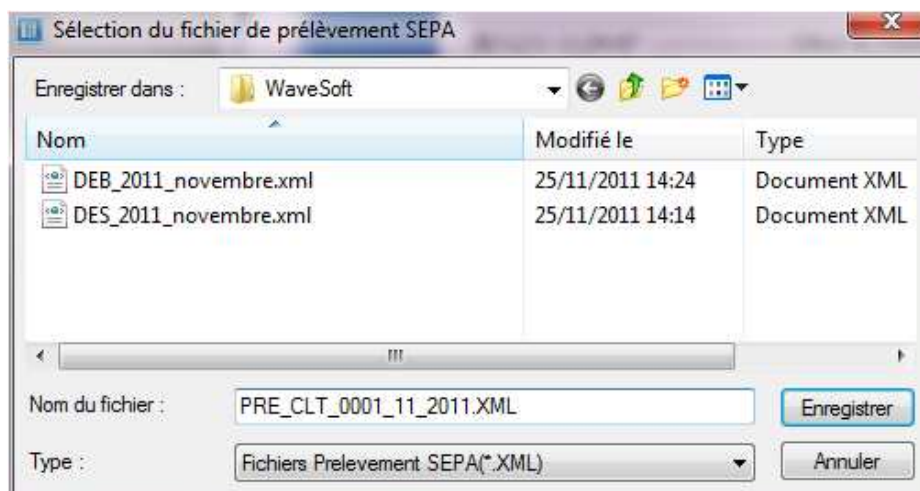 Sélection du fichier de prélèvement SEPA
Enregistrer dans : WaveSoft
Nom Modifié le Type
DEB_2011_novembre.xml 25/11/2011 14:24 Document XML
DES_2011_novembre.xml 25/11/2011 14:14 Document XML
Nom du fichier : PRE_CLT_0001_11_2011.XML Enregistrer
Type : Fichiers Prelevement SEPA(*.XML) Annuler